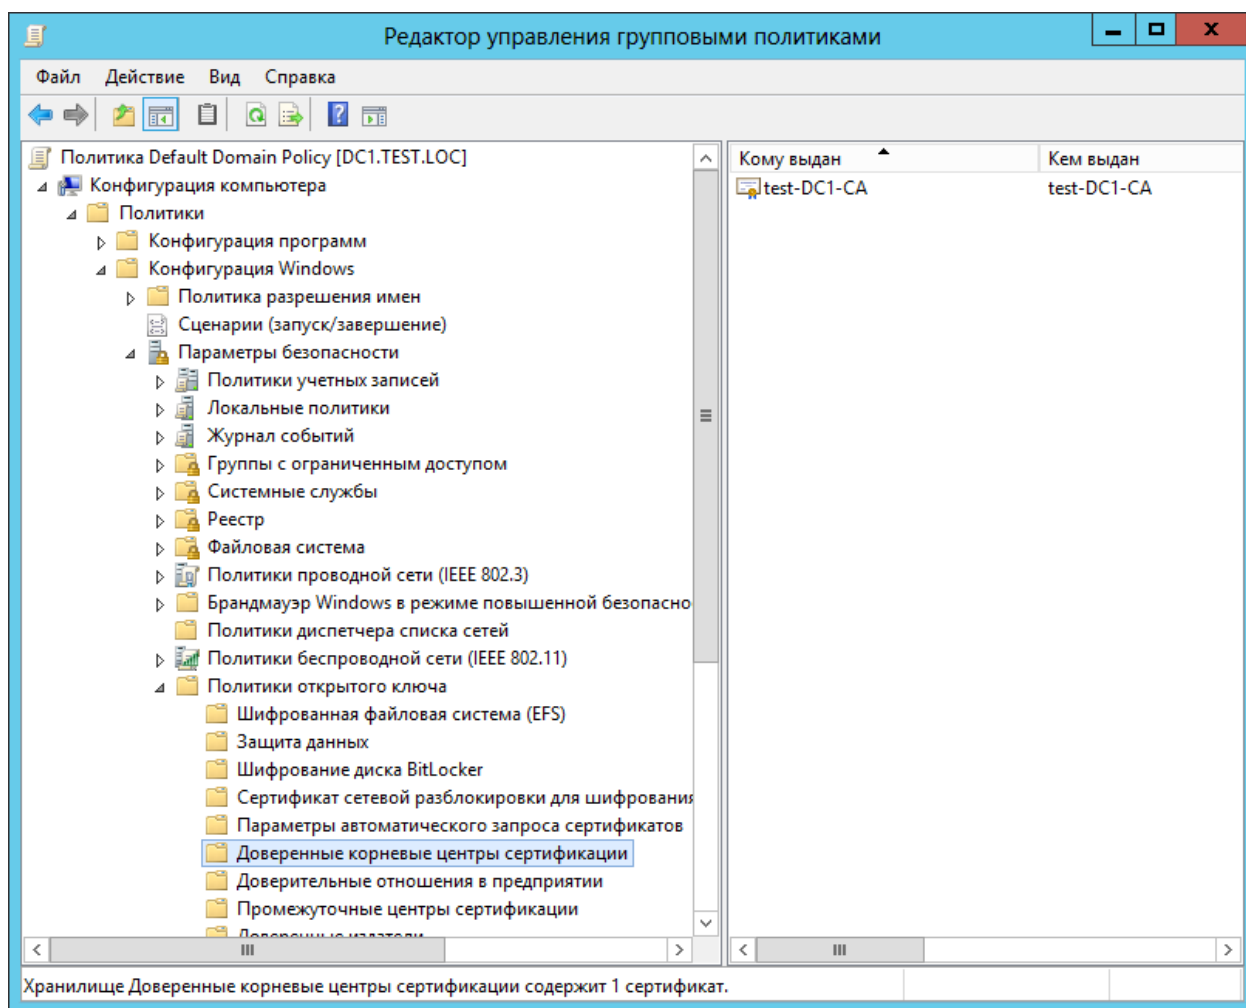 Редактор управления групповыми политиками
Файл Действие Вид Справка
Политика Default Domain Policy [DC1.TEST.LOC]
Конфигурация компьютера
Политики
Конфигурация программ
Конфигурация Windows
Политика разрешения имен
Сценарии (запуск/завершение)
Параметры безопасности
Политики учетных записей
Локальные политики
Журнал событий
Группы с ограниченным доступом
Системные службы
Реестр
Файловая система
Политики проводной сети (IEEE 802.3)
Брандмауэр Windows в режиме повышенной безопасно
Политики диспетчера списка сетей
Политики беспроводной сети (IEEE 802.11)
Политики открытого ключа
Шифрованная файловая система (EFS)
Защита данных
Шифрование диска BitLocker
Сертификат сетевой разблокировки для шифрования
Параметры автоматического запроса сертификатов
Доверенные корневые центры сертификации
Доверительные отношения в предприятии
Промежуточные центры сертификации
Доверенные издатели
Кому выдан Кем выдан
test-DC1-CA test-DC1-CA
Хранилище Доверенные корневые центры сертификации содержит 1 сертификат.